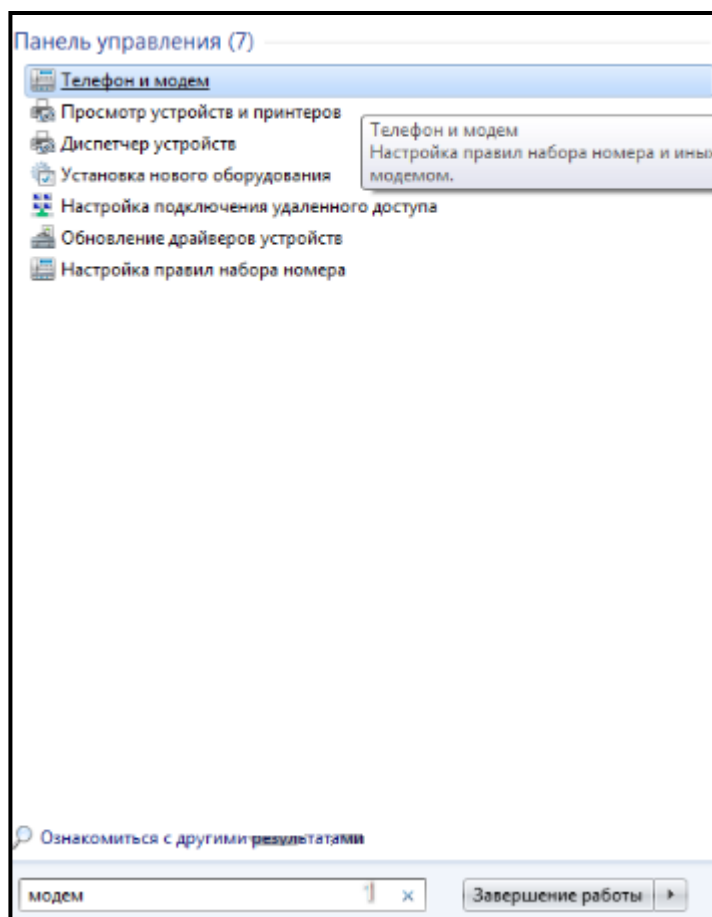 Панель управления (7)
Телефон и модем
Просмотр устройств и принтеров
Диспетчер устройств
Телефон и модем
Настройка правил набора номера и иных
модемом.
Установка нового оборудования
Настройка подключения удаленного доступа
Обновление драйверов устройств
Настройка правил набора номера
Ознакомиться с другими результатами
модем
Завершение работы